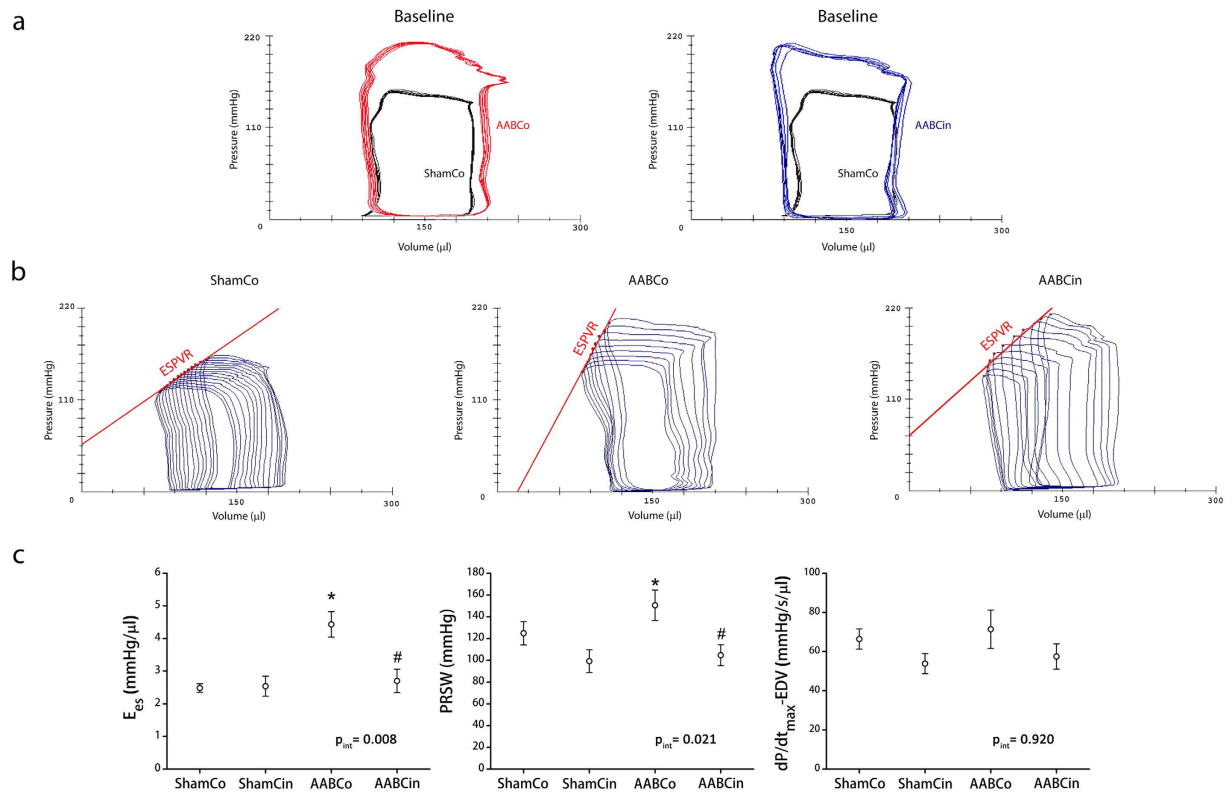 a
Baseline
Baseline
220
110
0
150
300
Pressure (mmHg)
Volume (µl)
AABCo
ShamCo
220
110
0
150
300
Pressure (mmHg)
Volume (µl)
AABCin
ShamCo
b
ShamCo
AABCo
AABCin
220
110
0
150
300
Pressure (mmHg)
Volume (µl)
ESPVR
220
110
0
150
300
Pressure (mmHg)
Volume (µl)
ESPVR
220
110
0
150
300
Pressure (mmHg)
Volume (µl)
ESPVR
c
Ees (mmHg/µl)
6
5
4
3
2
1
0
*
#
pint= 0.008
ShamCo ShamCin AABCo AABCin
PRSW (mmHg)
180
160
140
120
100
80
60
40
20
0
*
#
pint= 0.021
ShamCo ShamCin AABCo AABCin
dP/dtmax-EDV (mmHg/s/µl)
100
80
60
40
20
0
pint= 0.920
ShamCo ShamCin AABCo AABCin